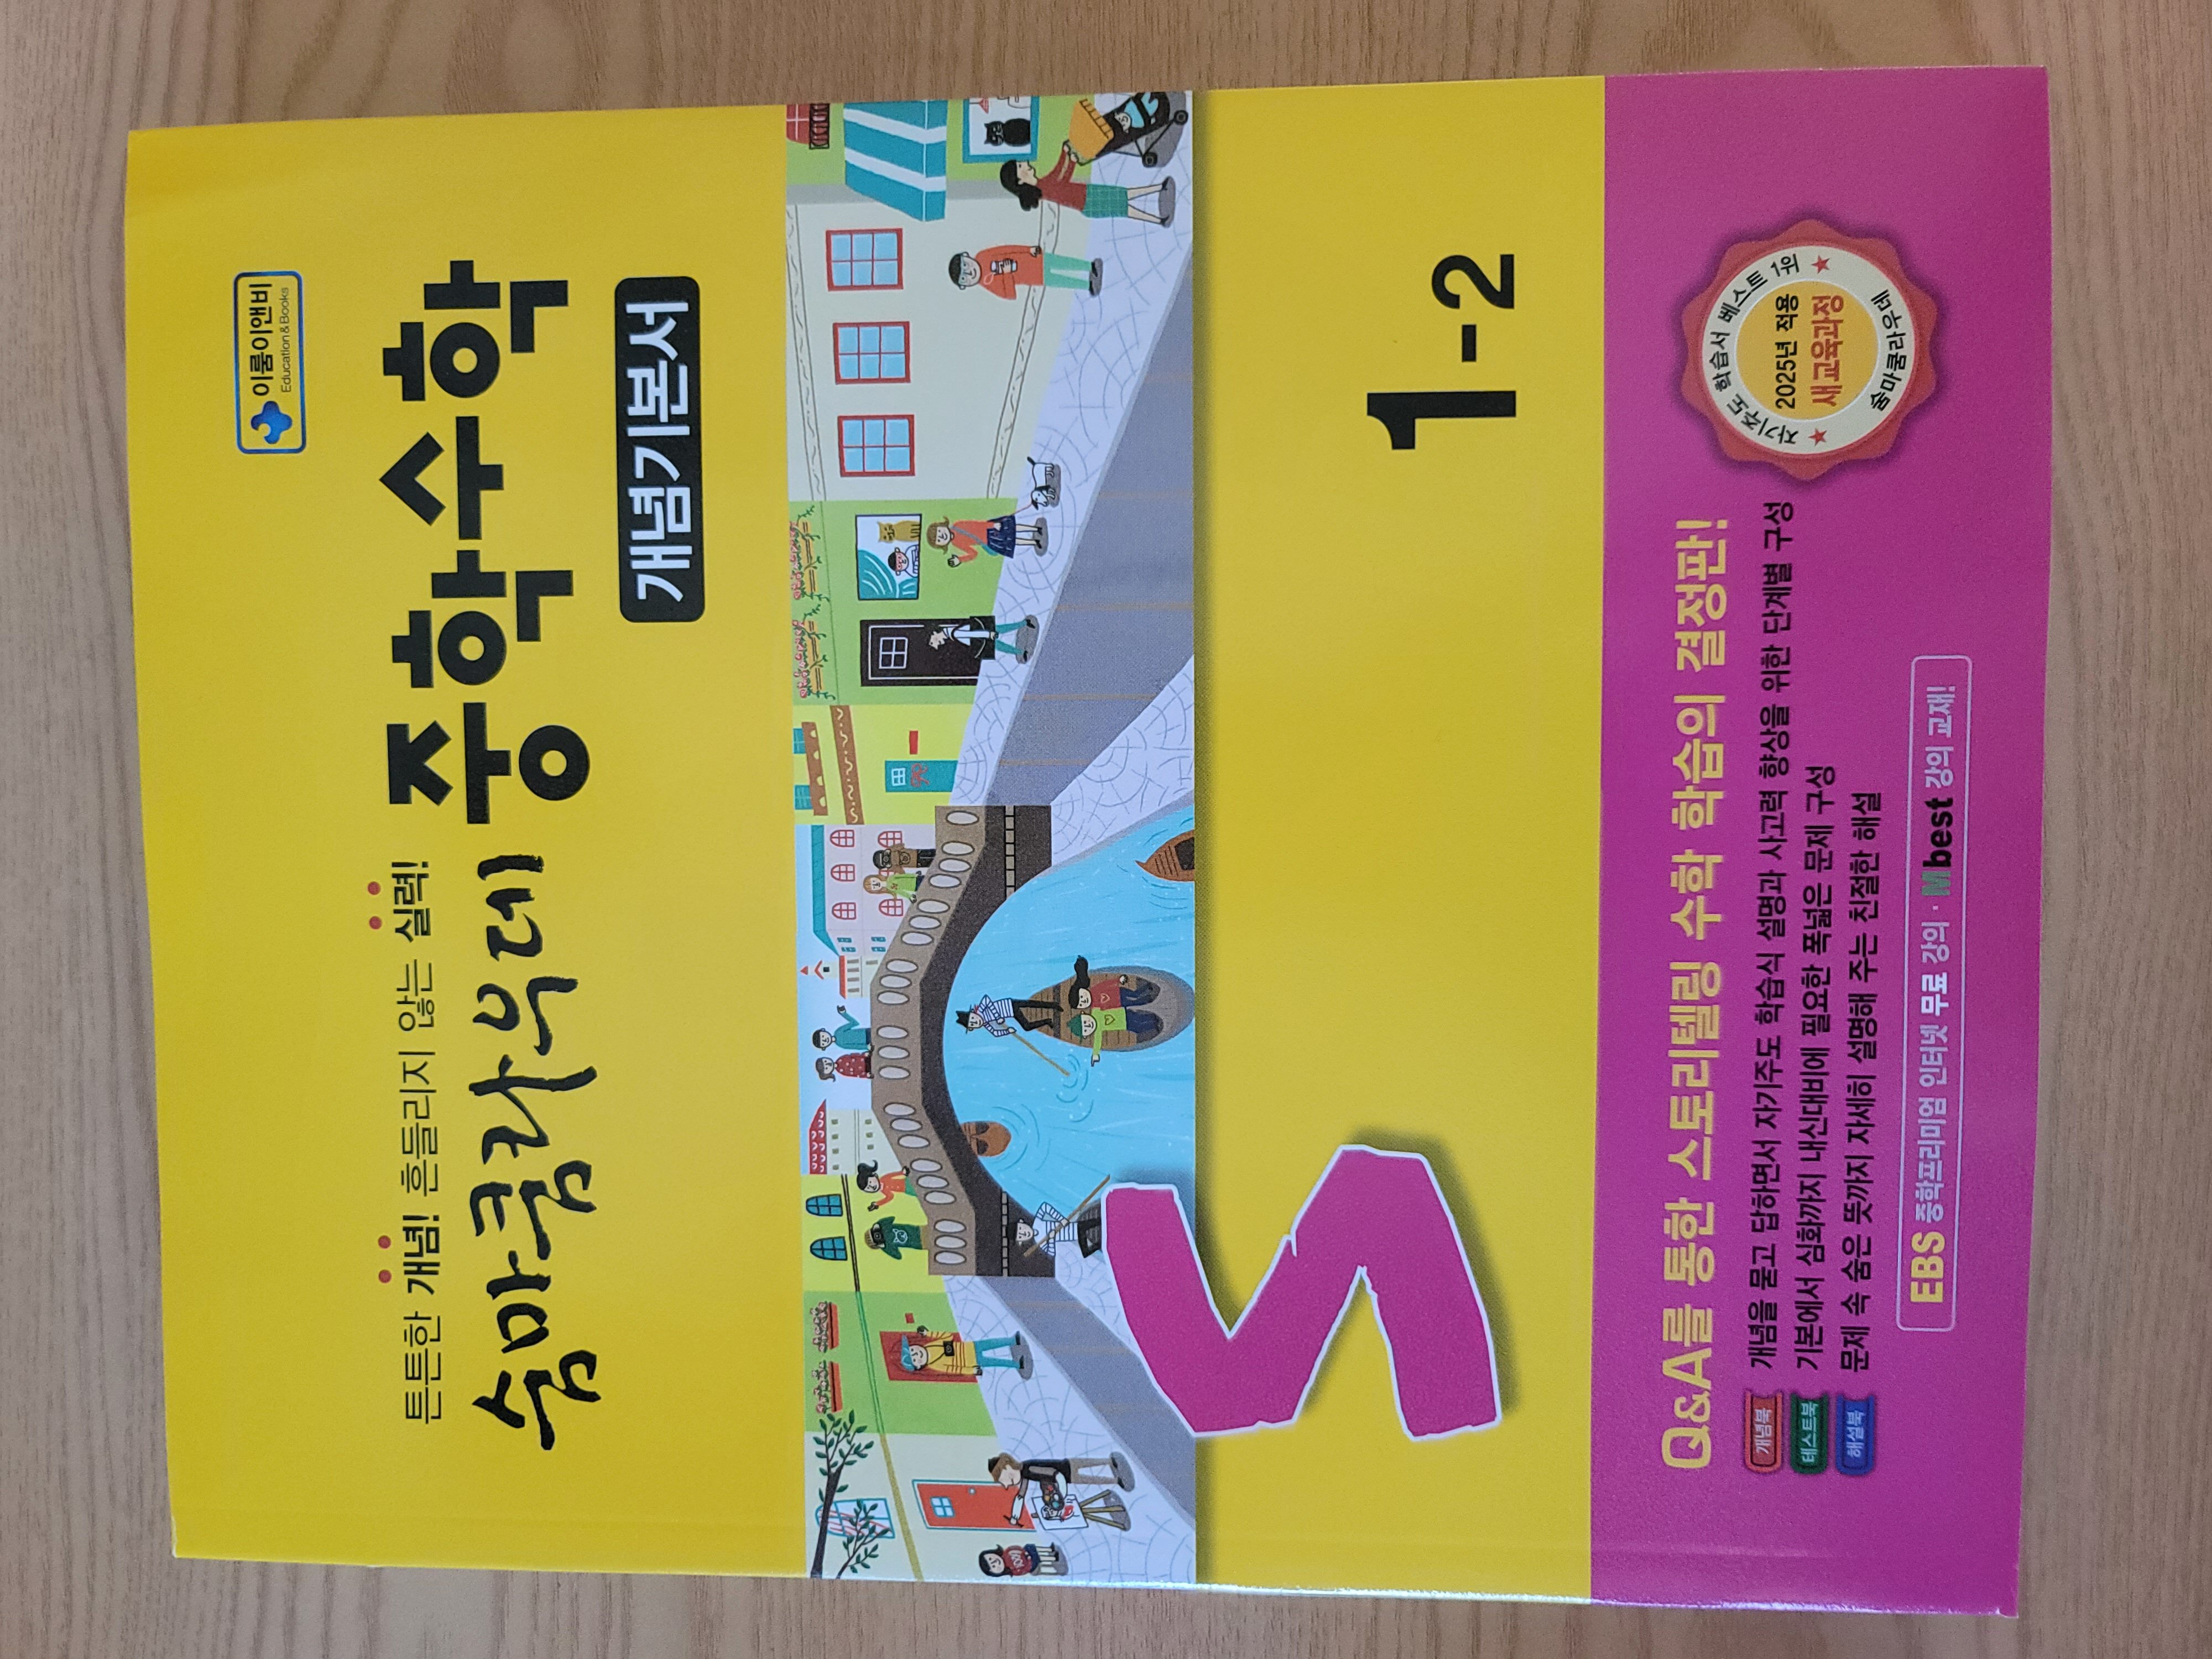 이룸이앤비
Education&Books
튼튼한 개념! 흔들리지 않는 실력!
숨마쿰라우데 중학수학
개념기본서
1-2
S
자기주도 학습서 베스트 1위
2025년 적용
새교육과정
숨마쿰라우데
Q&A를 통한 스토리텔링 수학 학습의 결정판!
개념북 개념을 묻고 답하면서 자기주도 학습식 설명과 사고력 향상을 위한 단계별 구성
테스트북 기본에서 심화까지 내신대비에 필요한 폭넓은 문제 구성
해설북 문제 속 숨은 뜻까지 자세히 설명해 주는 친절한 해설
EBS 중학프리미엄 인터넷 무료 강의 · Mbest 강의 교재!